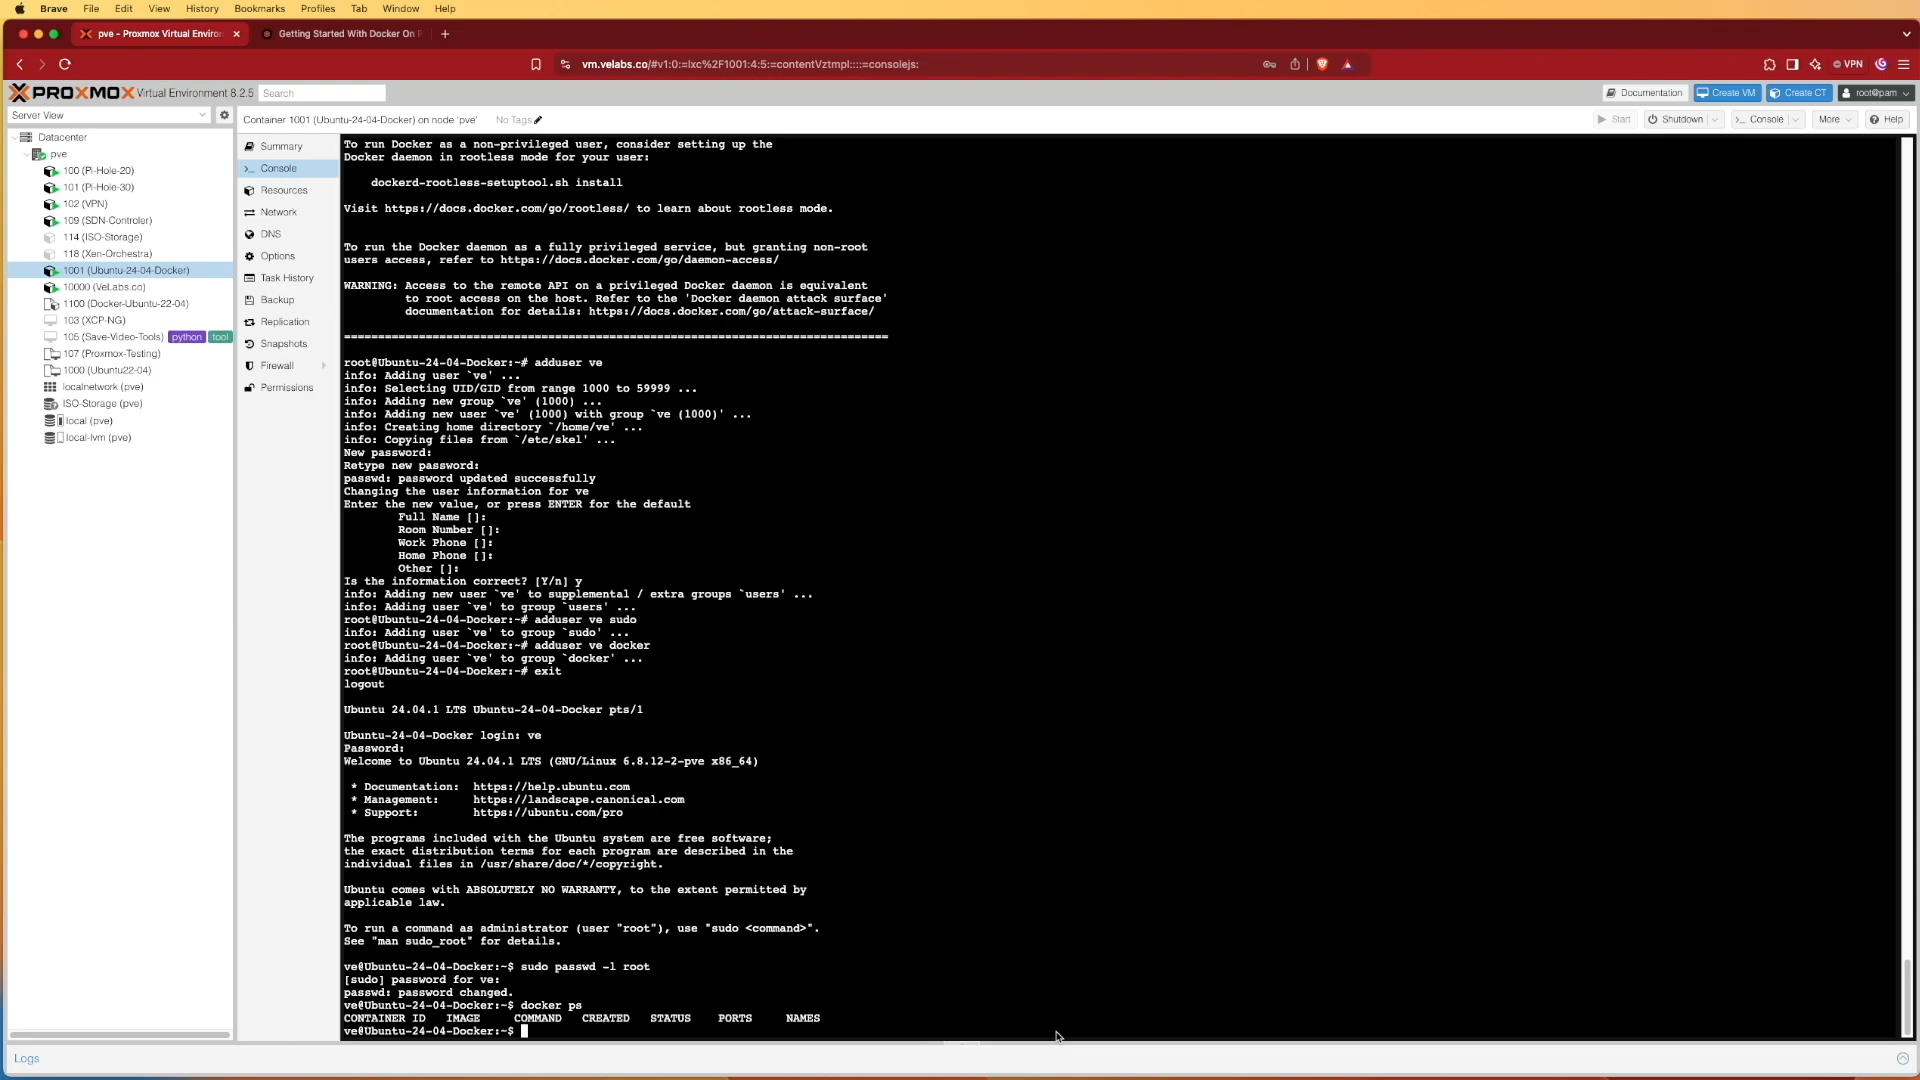 Brave File Edit View History Bookmarks Profiles Tab Window Help
pve - Proxmox Virtual Environ
Getting Started With Docker On
vm.velabs.co/#v1:0:=lxc%2F1001:4:5:=contentVztmpl::::=consolejs:
VPN
PROXMOX Virtual Environment 8.2.5 Search
Documentation Create VM Create CT root@pam
Server View
Container 1001 (Ubuntu-24-04-Docker) on node 'pve' No Tags
Start Shutdown Console More Help
Datacenter
pve
100 (Pi-Hole-20)
101 (Pi-Hole-30)
102 (VPN)
109 (SDN-Controler)
114 (ISO-Storage)
118 (Xen-Orchestra)
1001 (Ubuntu-24-04-Docker)
10000 (VeLabs.co)
1100 (Docker-Ubuntu-22-04)
103 (XCP-NG)
105 (Save-Video-Tools) python tool
107 (Proxmox-Testing)
1000 (Ubuntu22-04)
localnetwork (pve)
ISO-Storage (pve)
local (pve)
local-lvm (pve)
Summary
Console
Resources
Network
DNS
Options
Task History
Backup
Replication
Snapshots
Firewall
Permissions
To run Docker as a non-privileged user, consider setting up the
Docker daemon in rootless mode for your user:
dockerd-rootless-setuptool.sh install
Visit https://docs.docker.com/go/rootless/ to learn about rootless mode.
To run the Docker daemon as a fully privileged service, but granting non-root
users access, refer to https://docs.docker.com/go/daemon-access/
WARNING: Access to the remote API on a privileged Docker daemon is equivalent
to root access on the host. Refer to the 'Docker daemon attack surface'
documentation for details: https://docs.docker.com/go/attack-surface/
================================================================================
root@Ubuntu-24-04-Docker:~# adduser ve
info: Adding user `ve' ...
info: Selecting UID/GID from range 1000 to 59999 ...
info: Adding new group `ve' (1000) ...
info: Adding new user `ve' (1000) with group `ve (1000)' ...
info: Creating home directory `/home/ve' ...
info: Copying files from `/etc/skel' ...
New password:
Retype new password:
passwd: password updated successfully
Changing the user information for ve
Enter the new value, or press ENTER for the default
Full Name []:
Room Number []:
Work Phone []:
Home Phone []:
Other []:
Is the information correct? [Y/n] y
info: Adding new user `ve' to supplemental / extra groups `users' ...
info: Adding user `ve' to group `users' ...
root@Ubuntu-24-04-Docker:~# adduser ve sudo
info: Adding user `ve' to group `sudo' ...
root@Ubuntu-24-04-Docker:~# adduser ve docker
info: Adding user `ve' to group `docker' ...
root@Ubuntu-24-04-Docker:~# exit
logout
Ubuntu 24.04.1 LTS Ubuntu-24-04-Docker pts/1
Ubuntu-24-04-Docker login: ve
Password:
Welcome to Ubuntu 24.04.1 LTS (GNU/Linux 6.8.12-2-pve x86_64)
* Documentation: https://help.ubuntu.com
* Management: https://landscape.canonical.com
* Support: https://ubuntu.com/pro
The programs included with the Ubuntu system are free software;
the exact distribution terms for each program are described in the
individual files in /usr/share/doc/*/copyright.
Ubuntu comes with ABSOLUTELY NO WARRANTY, to the extent permitted by
applicable law.
To run a command as administrator (user "root"), use "sudo <command>".
See "man sudo_root" for details.
ve@Ubuntu-24-04-Docker:~$ sudo passwd -l root
[sudo] password for ve:
passwd: password changed.
ve@Ubuntu-24-04-Docker:~$ docker ps
CONTAINER ID IMAGE COMMAND CREATED STATUS PORTS NAMES
ve@Ubuntu-24-04-Docker:~$
Logs